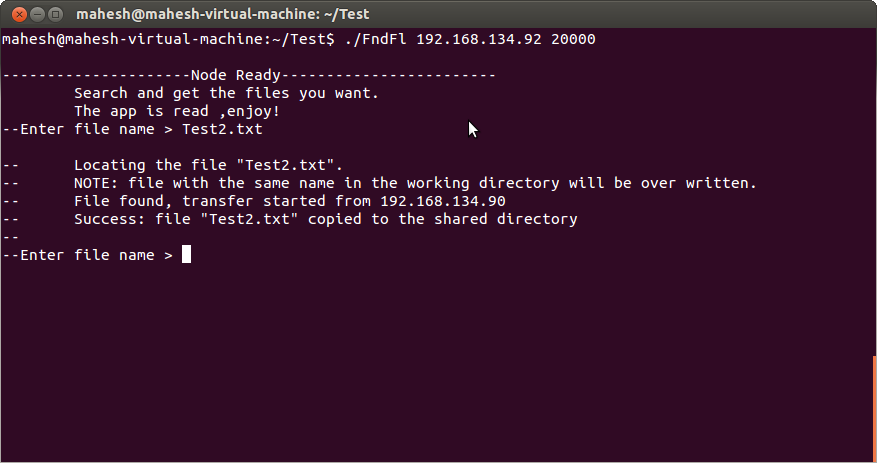 mahesh@mahesh-virtual-machine: ~/Test
mahesh@mahesh-virtual-machine:~/Test$ ./FndFl 192.168.134.92 20000
---------------------Node Ready------------------------
Search and get the files you want.
The app is read ,enjoy!
--Enter file name > Test2.txt
--      Locating the file "Test2.txt".
--      NOTE: file with the same name in the working directory will be over written.
--      File found, transfer started from 192.168.134.90
--      Success: file "Test2.txt" copied to the shared directory
--
--Enter file name >